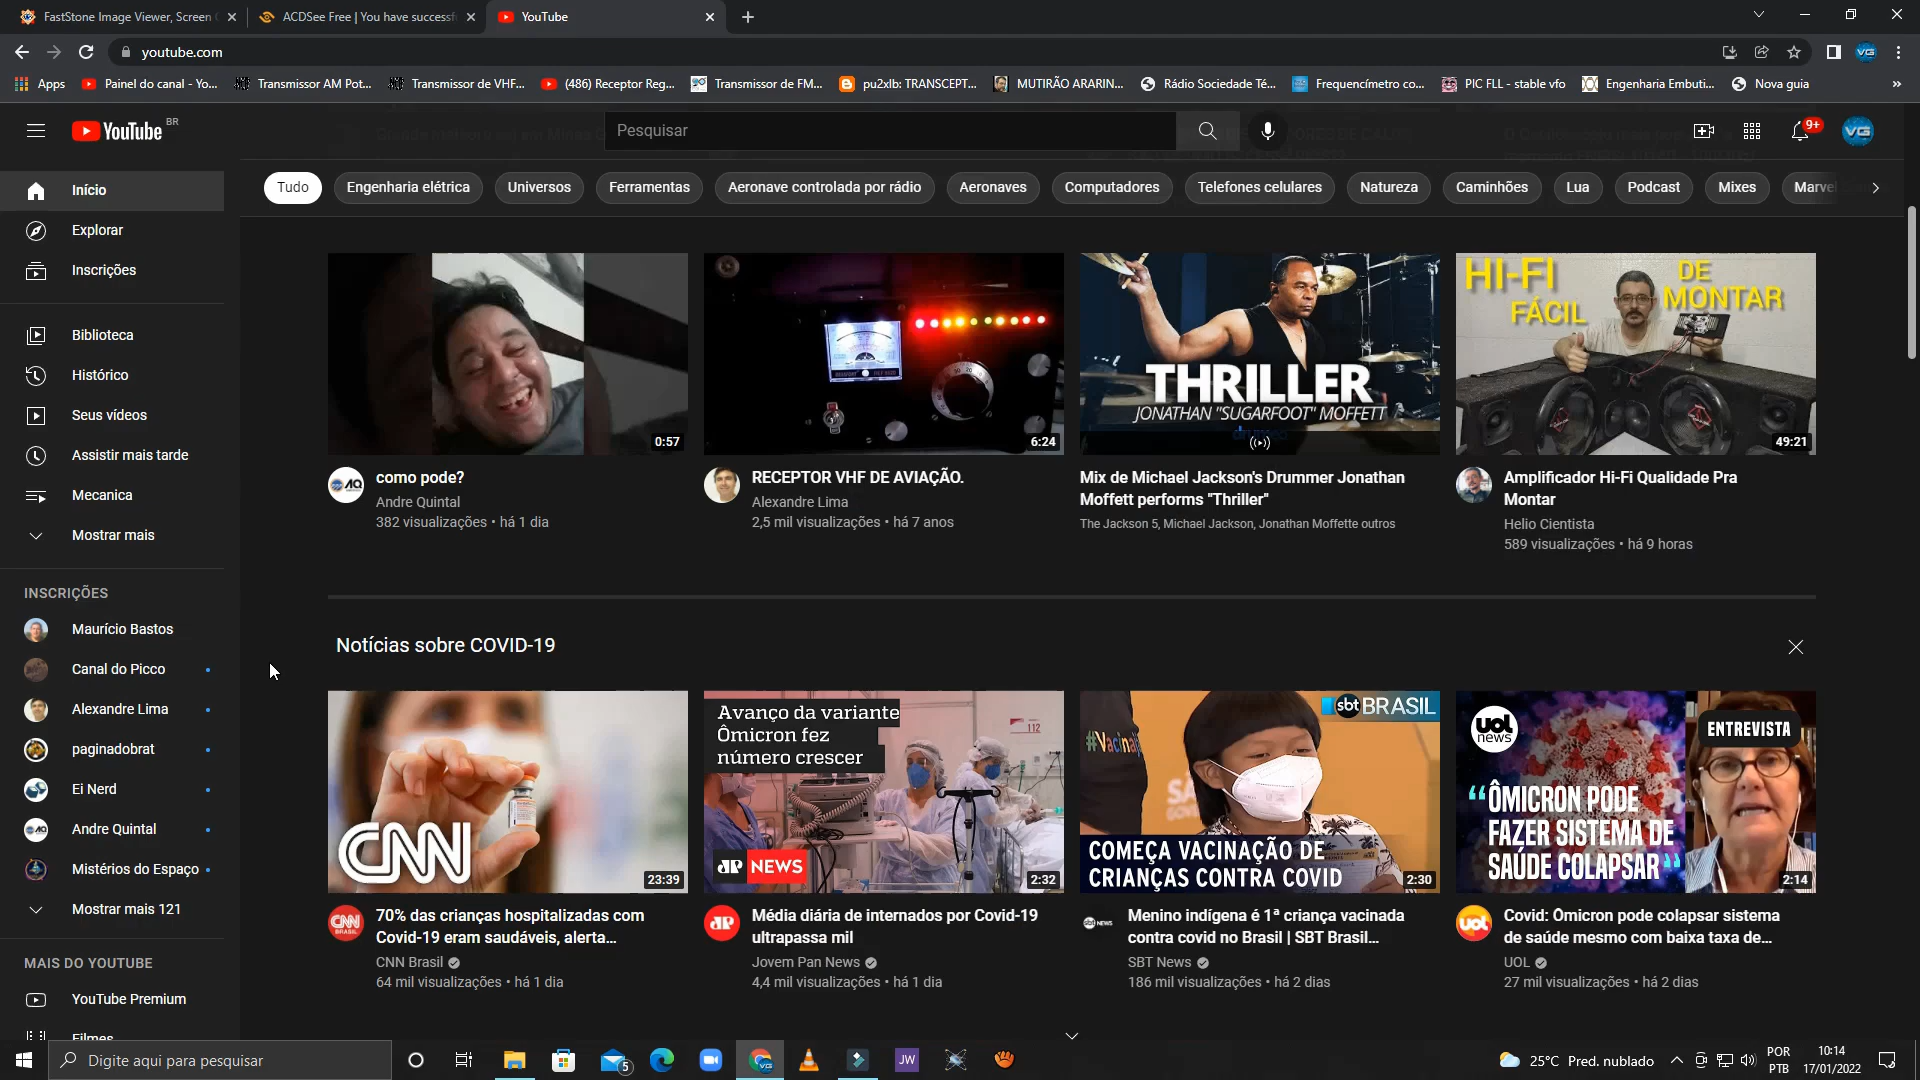 FastStone Image Viewer, Screen
ACDSee Free | You have successf
YouTube
youtube.com
Apps
Painel do canal - Yo...
Transmissor AM Pot...
Transmissor de VHF...
(486) Receptor Reg...
Transmissor de FM...
pu2xlb: TRANSCEPT...
MUTIRÃO ARARIN...
Rádio Sociedade Té...
Frequencímetro co...
PIC FLL - stable vfo
Engenharia Embuti...
Nova guia
YouTube BR
Pesquisar
9+
VG
Tudo
Engenharia elétrica
Universos
Ferramentas
Aeronave controlada por rádio
Aeronaves
Computadores
Telefones celulares
Natureza
Caminhões
Lua
Podcast
Mixes
Marvel
Início
Explorar
Inscrições
Biblioteca
Histórico
Seus vídeos
Assistir mais tarde
Mecanica
Mostrar mais
INSCRIÇÕES
Maurício Bastos
Canal do Picco
Alexandre Lima
paginadobrat
Ei Nerd
Andre Quintal
Mistérios do Espaço
Mostrar mais 121
MAIS DO YOUTUBE
YouTube Premium
Filmes
0:57
como pode?
Andre Quintal
382 visualizações • há 1 dia
6:24
RECEPTOR VHF DE AVIAÇÃO.
Alexandre Lima
2,5 mil visualizações • há 7 anos
THRILLER
JONATHAN "SUGARFOOT" MOFFETT
Mix de Michael Jackson's Drummer Jonathan
Moffett performs "Thriller"
The Jackson 5, Michael Jackson, Jonathan Moffette outros
HI-FI
FÁCIL
DE
MONTAR
49:21
Amplificador Hi-Fi Qualidade Pra
Montar
Helio Cientista
589 visualizações • há 9 horas
Notícias sobre COVID-19
CNN
23:39
70% das crianças hospitalizadas com
Covid-19 eram saudáveis, alerta...
CNN Brasil
64 mil visualizações • há 1 dia
Avanço da variante
Ômicron fez
número crescer
112
JP NEWS
2:32
Média diária de internados por Covid-19
ultrapassa mil
Jovem Pan News
4,4 mil visualizações • há 1 dia
sbt BRASIL
COMEÇA VACINAÇÃO DE
CRIANÇAS CONTRA COVID
2:30
Menino indígena é 1ª criança vacinada
contra covid no Brasil | SBT Brasil...
SBT News
186 mil visualizações • há 2 dias
uol
news
ENTREVISTA
“ÔMICRON PODE
FAZER SISTEMA DE
SAÚDE COLAPSAR”
2:14
Covid: Ômicron pode colapsar sistema
de saúde mesmo com baixa taxa de...
UOL
27 mil visualizações • há 2 dias
Digite aqui para pesquisar
5
JW
25°C Pred. nublado
POR
PTB
10:14
17/01/2022